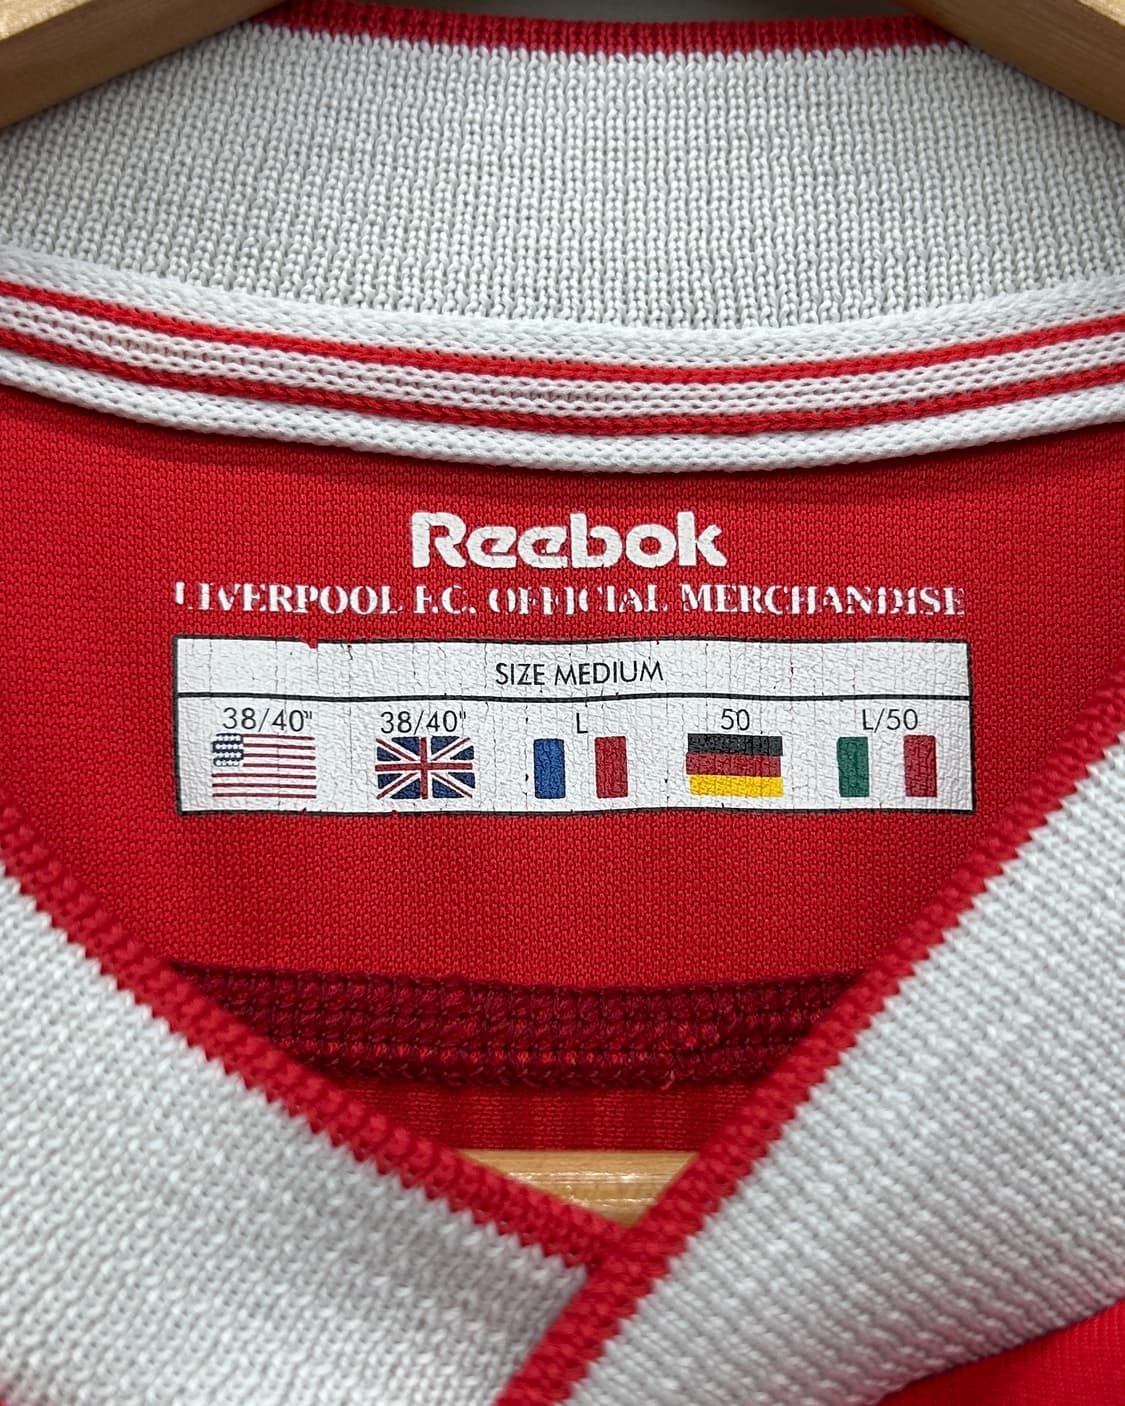 Reebok
LIVERPOOL F.C. OFFICIAL MERCHANDISE
SIZE MEDIUM
38/40" 38/40" L 50 L/50